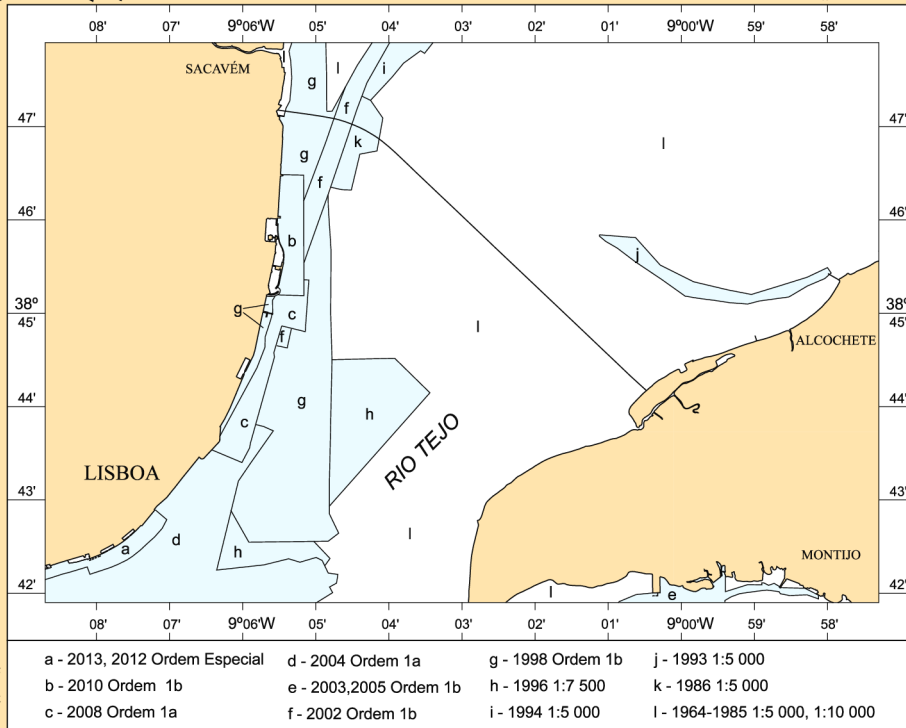 08' 07' 9º06'W 05' 04' 03' 02' 01' 9º00'W 59' 58'
SACAVÉM
l
g
l
i
f
47'
47'
k
l
g
f
46'
46'
b
j
38º
45'
38º
45'
g
c
l
f
ALCOCHETE
44'
44'
g
h
c
RIO TEJO
LISBOA
43'
43'
a
d
h
l
MONTIJO
42'
42'
l
e
08' 07' 9º06'W 05' 04' 03' 02' 01' 9º00'W 59' 58'
a - 2013, 2012 Ordem Especial
b - 2010 Ordem 1b
c - 2008 Ordem 1a
d - 2004 Ordem 1a
e - 2003,2005 Ordem 1b
f - 2002 Ordem 1b
g - 1998 Ordem 1b
h - 1996 1:7 500
i - 1994 1:5 000
j - 1993 1:5 000
k - 1986 1:5 000
l - 1964-1985 1:5 000, 1:10 000